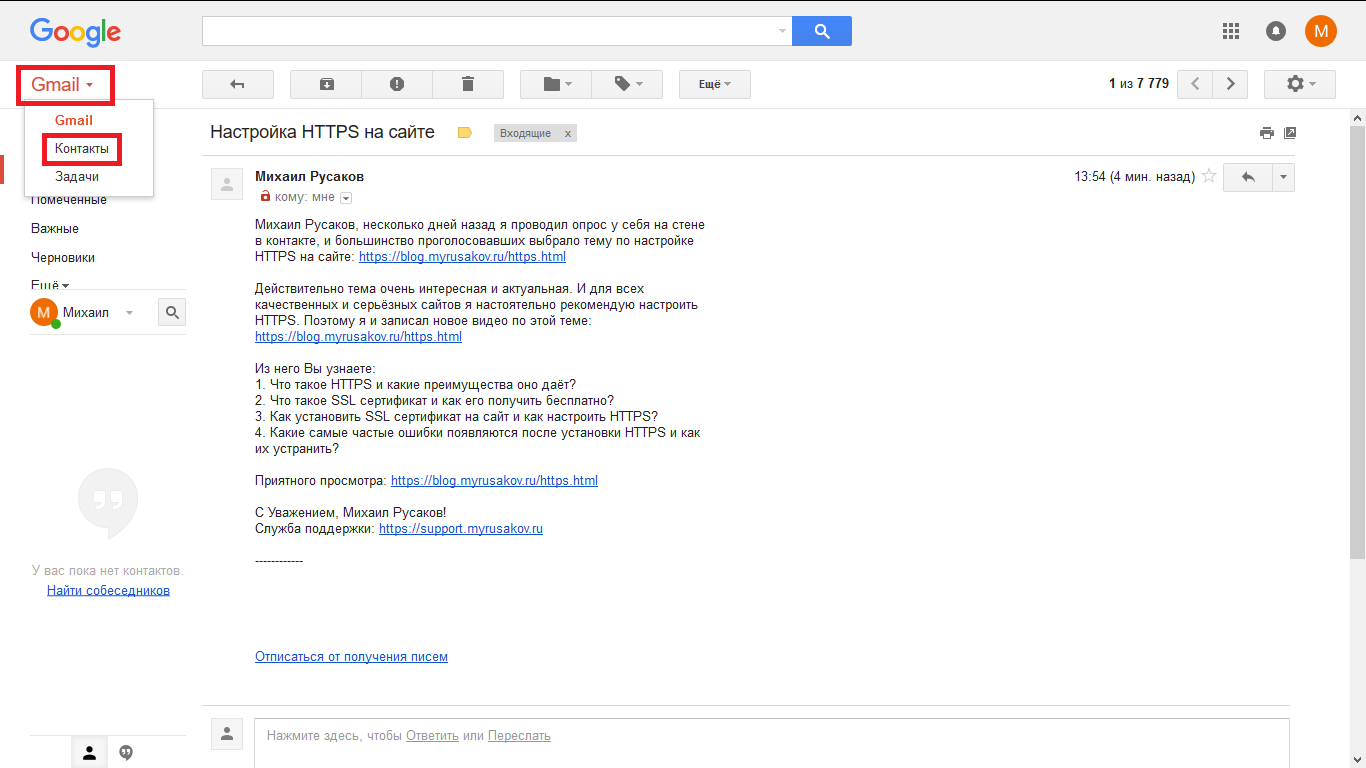 Google
M
Gmail
Ещё
1 из 7 779
Gmail
Контакты
Задачи
Помеченные
Важные
Черновики
Ещё
M Михаил
У вас пока нет контактов.
Найти собеседников
Настройка HTTPS на сайте
Входящие x
Михаил Русаков
13:54 (4 мин. назад)
кому: мне
Михаил Русаков, несколько дней назад я проводил опрос у себя на стене
в контакте, и большинство проголосовавших выбрало тему по настройке
HTTPS на сайте: https://blog.myrusakov.ru/https.html
Действительно тема очень интересная и актуальная. И для всех
качественных и серьёзных сайтов я настоятельно рекомендую настроить
HTTPS. Поэтому я и записал новое видео по этой теме:
https://blog.myrusakov.ru/https.html
Из него Вы узнаете:
1. Что такое HTTPS и какие преимущества оно даёт?
2. Что такое SSL сертификат и как его получить бесплатно?
3. Как установить SSL сертификат на сайт и как настроить HTTPS?
4. Какие самые частые ошибки появляются после установки HTTPS и как
их устранить?
Приятного просмотра: https://blog.myrusakov.ru/https.html
С Уважением, Михаил Русаков!
Служба поддержки: https://support.myrusakov.ru
------------
Отписаться от получения писем
Нажмите здесь, чтобы Ответить или Переслать